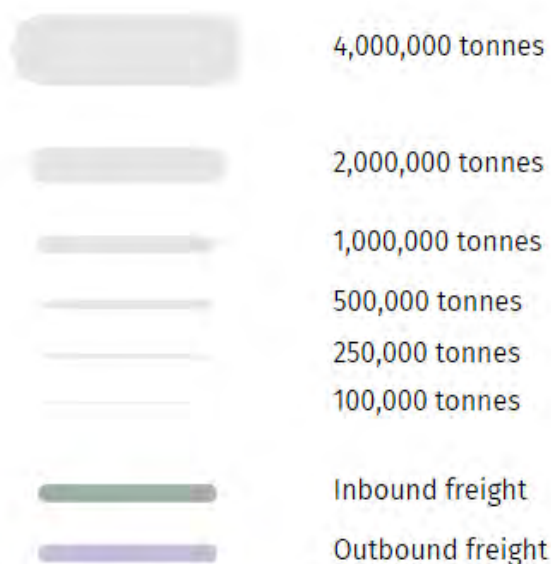 4,000,000 tonnes
2,000,000 tonnes
1,000,000 tonnes
500,000 tonnes
250,000 tonnes
100,000 tonnes
Inbound freight
Outbound freight